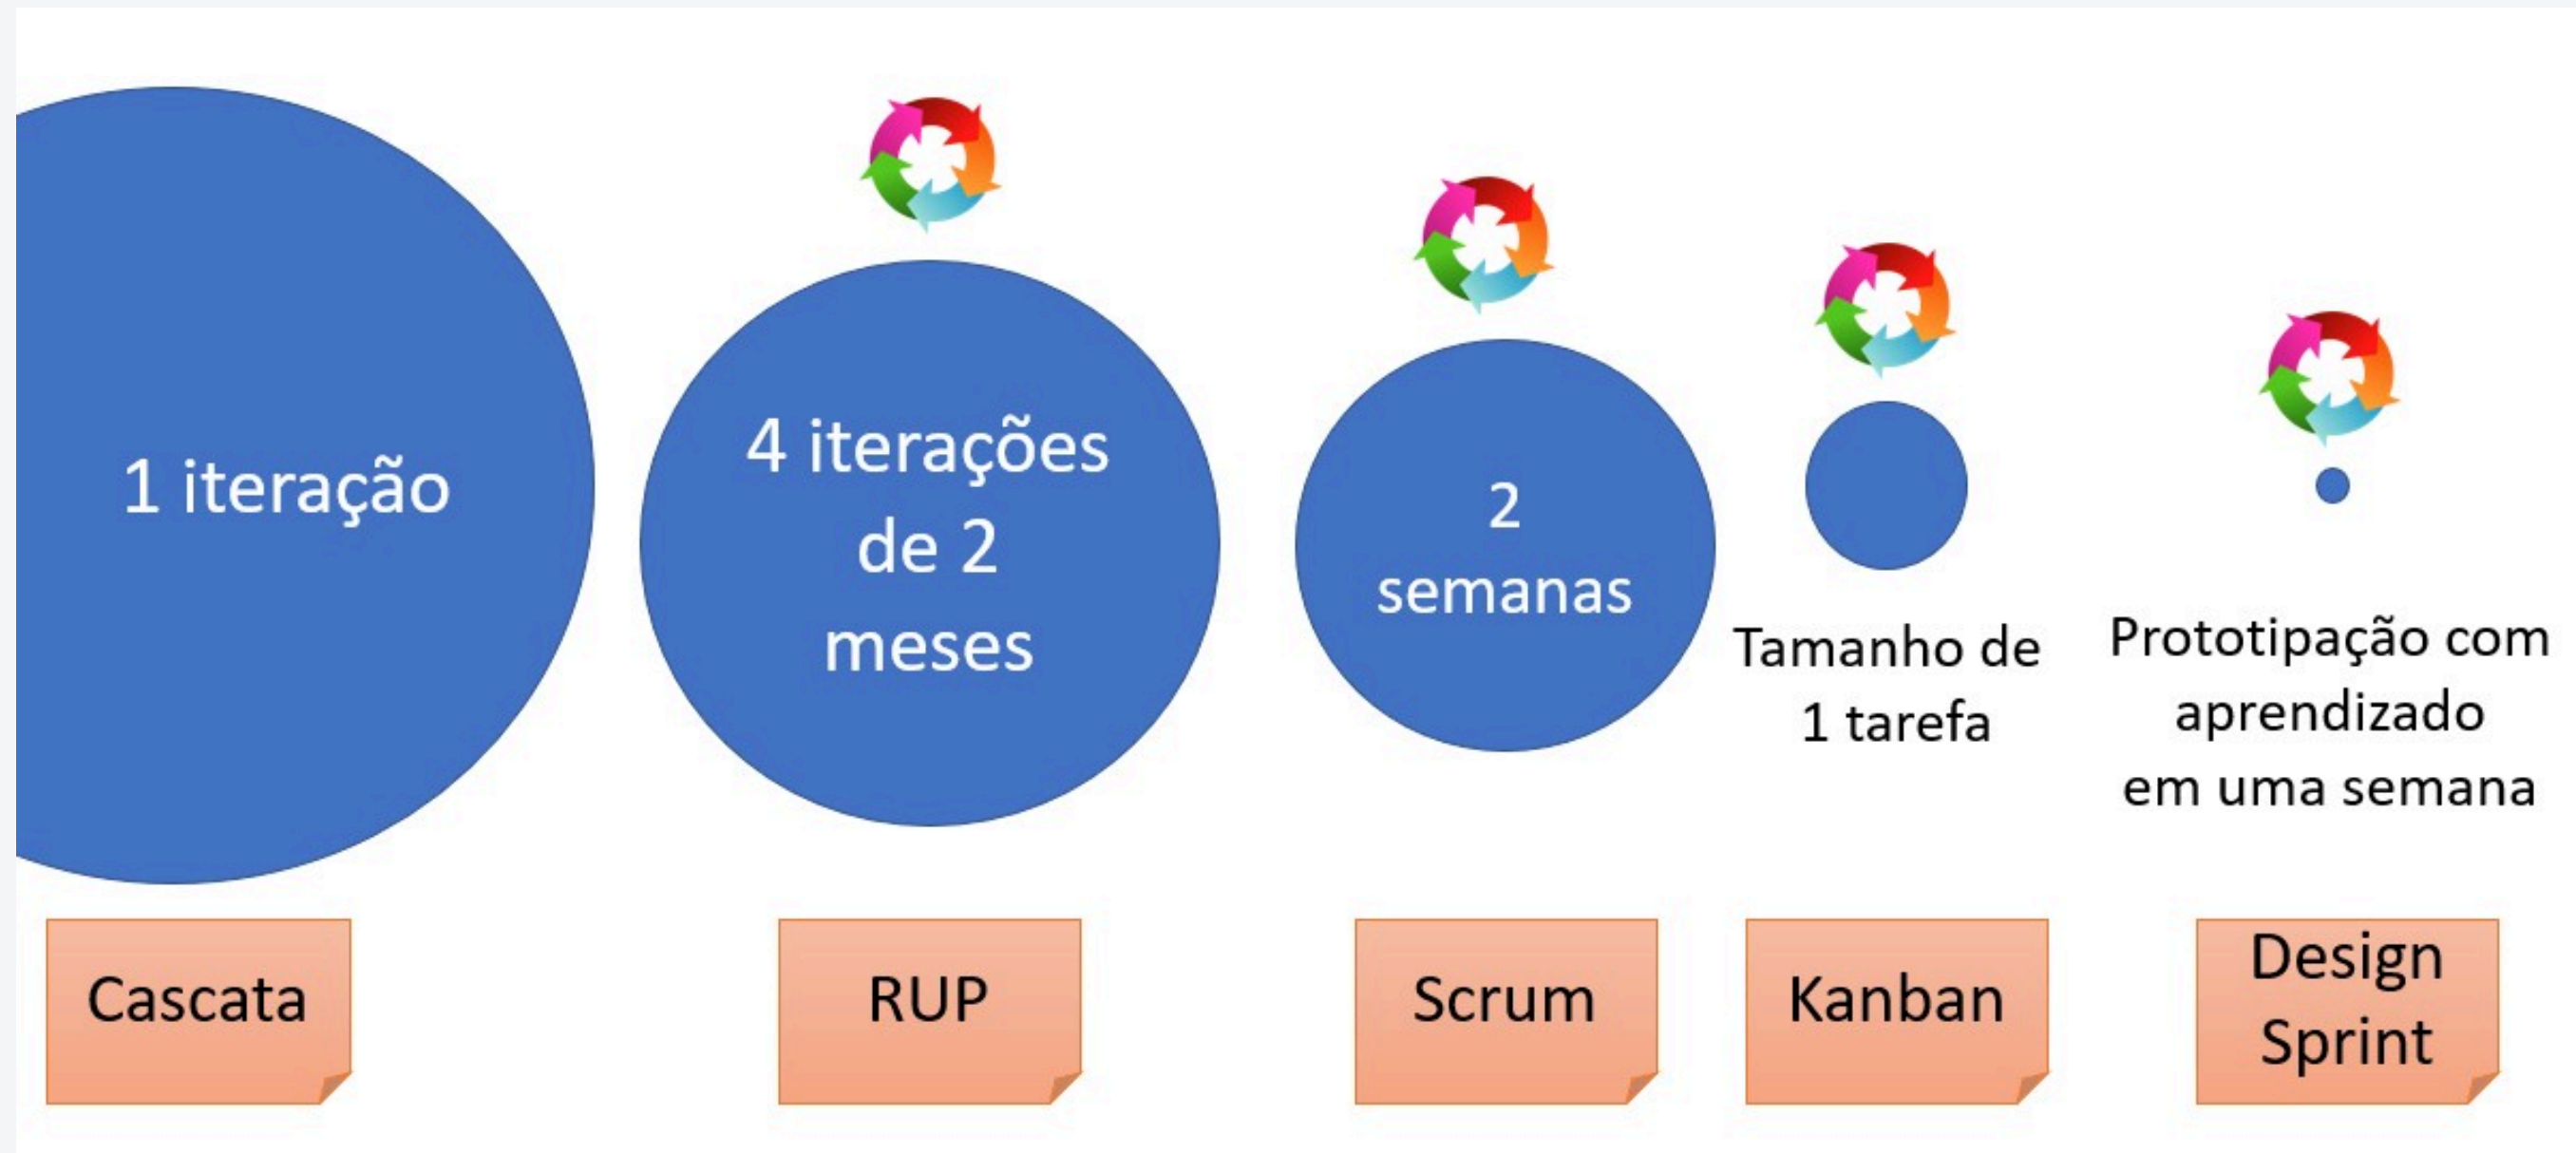 1 iteração
4 iterações
de 2
meses
2
semanas
Tamanho de
1 tarefa
Prototipação com
aprendizado
em uma semana
Cascata
RUP
Scrum
Kanban
Design
Sprint